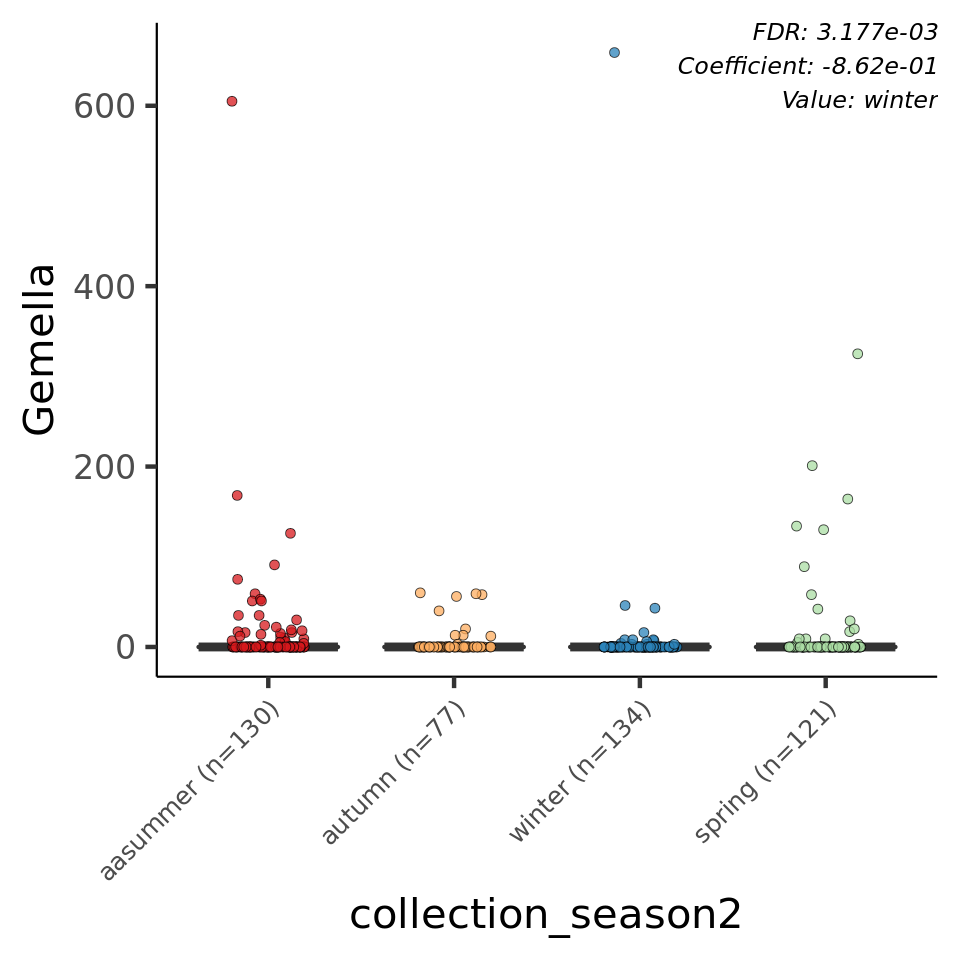 FDR: 3.177e-03
Coefficient: -8.62e-01
Value: winter
Gemella
600
400
200
0
aasummer (n=130)
autumn (n=77)
winter (n=134)
spring (n=121)
collection_season2